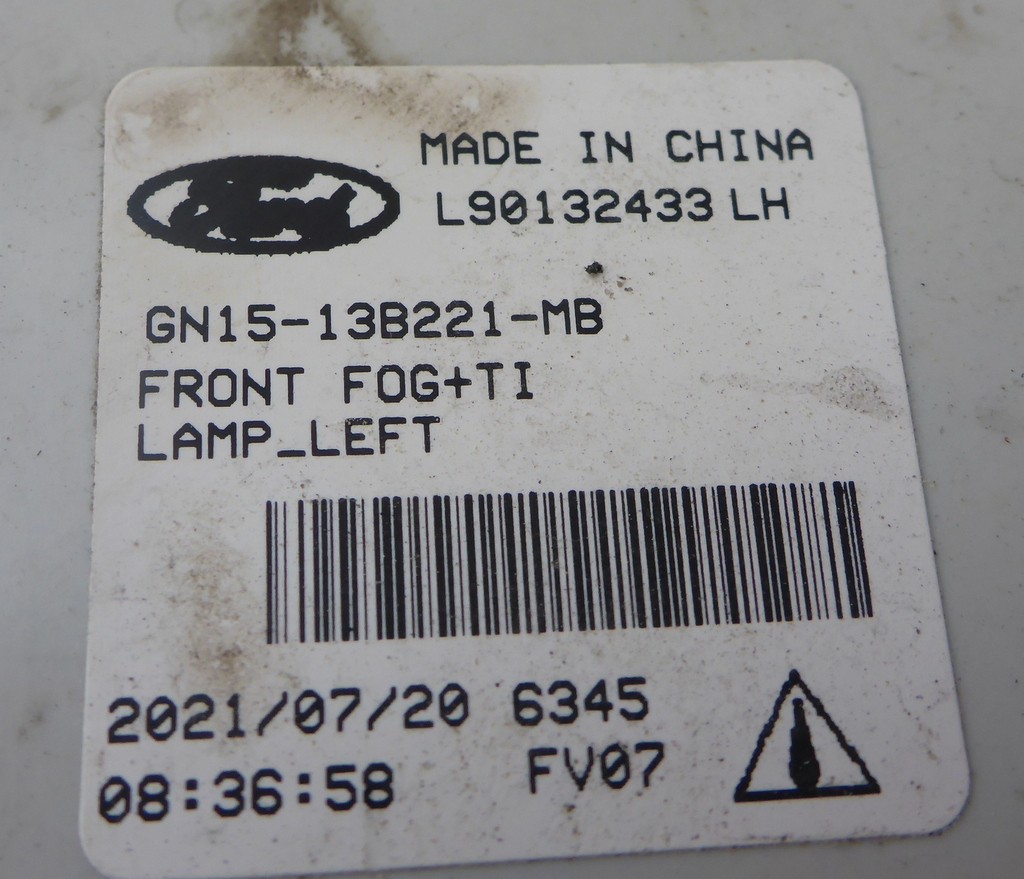 MADE IN CHINA
L90132433 LH
GN15-13B221-MB
FRONT FOG+TI
LAMP_LEFT
2021/07/20 6345
08:36:58 FV07